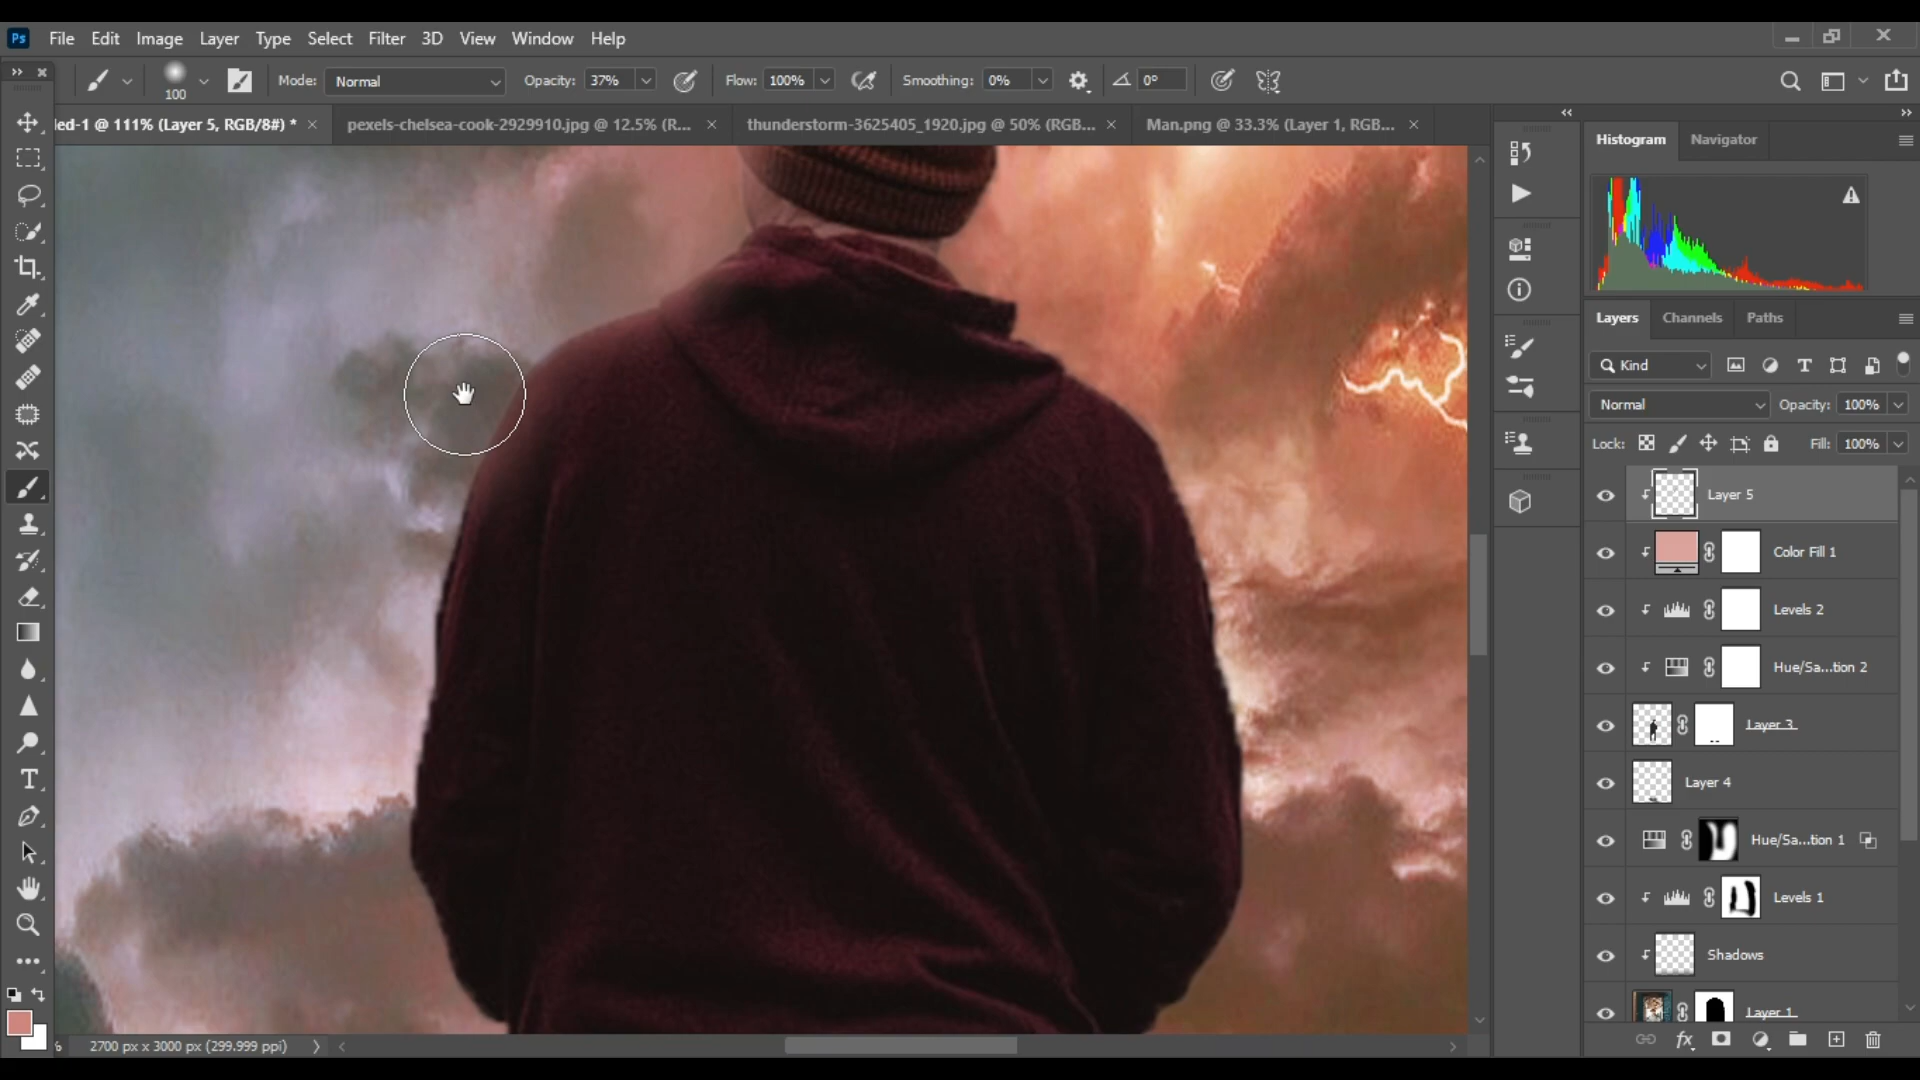 Ps File Edit Image Layer Type Select Filter 3D View Window Help
100 Mode: Normal Opacity: 37% Flow: 100% Smoothing: 0% 0°
led-1 @ 111% (Layer 5, RGB/8#) * pexels-chelsea-cook-2929910.jpg @ 12.5% (R... thunderstorm-3625405_1920.jpg @ 50% (RGB... Man.png @ 33.3% (Layer 1, RGB...
Histogram Navigator
Layers Channels Paths
Kind
Normal Opacity: 100%
Lock: Fill: 100%
Layer 5
Color Fill 1
Levels 2
Hue/Sa...tion 2
Layer 3
Layer 4
Hue/Sa...tion 1
Levels 1
Shadows
Layer 1
% 2700 px x 3000 px (299.999 ppi)
fx